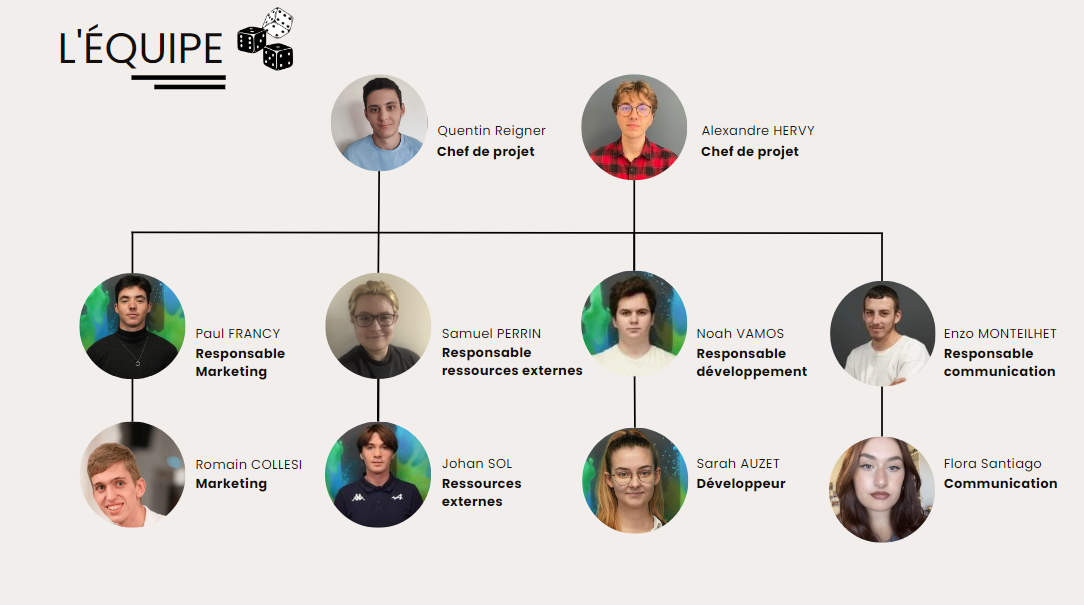 L'ÉQUIPE
Quentin Reigner
Chef de projet
Alexandre HERVY
Chef de projet
Paul FRANCY
Responsable
Marketing
Samuel PERRIN
Responsable
ressources externes
Noah VAMOS
Responsable
développement
Enzo MONTEILHET
Responsable
communication
Romain COLLESI
Marketing
Johan SOL
Ressources
externes
Sarah AUZET
Développeur
Flora Santiago
Communication